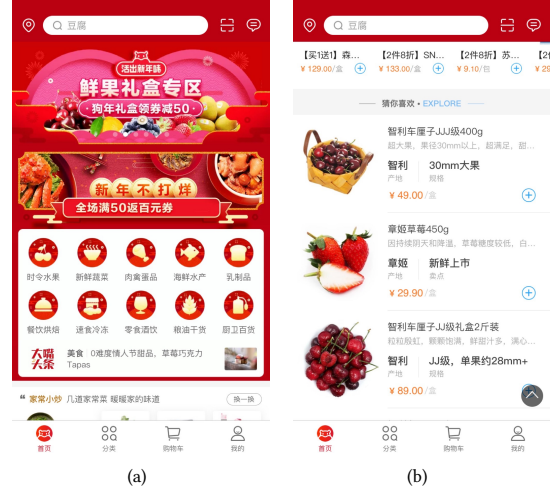 豆腐
活出新年味
鲜果礼盒专区
狗年礼盒领券减50
新年不打烊
全场满50返百元券
时令水果
新鲜蔬菜
肉禽蛋品
海鲜水产
乳制品
餐饮烘焙
速食冷冻
零食酒饮
粮油干货
厨卫百货
大嘴头条
美食 0难度情人节甜品，草莓巧克力
Tapas
家常小炒 几道家常菜 暖暖家的味道
换一换
首页
分类
购物车
我的
(a)
豆腐
【买1送1】森…
【2件8折】SN…
【2件8折】苏…
【2
¥ 129.00/盒
¥ 133.00/盒
¥ 9.10/包
猜你喜欢 • EXPLORE
智利车厘子JJJ级400g
超大果，果径30mm以上，超满足，甜…
智利 30mm大果
产地 规格
¥ 49.00/盒
章姬草莓450g
因持续阴天和降温，草莓糖度较低，白…
章姬 新鲜上市
产地 卖点
¥ 29.90/盒
智利车厘子JJ级礼盒2斤装
粒粒殷虹，颗颗饱满，鲜甜汁多，满心…
智利 JJ级，单果约28mm+
产地 规格
¥ 89.00/盒
首页
分类
购物车
我的
(b)